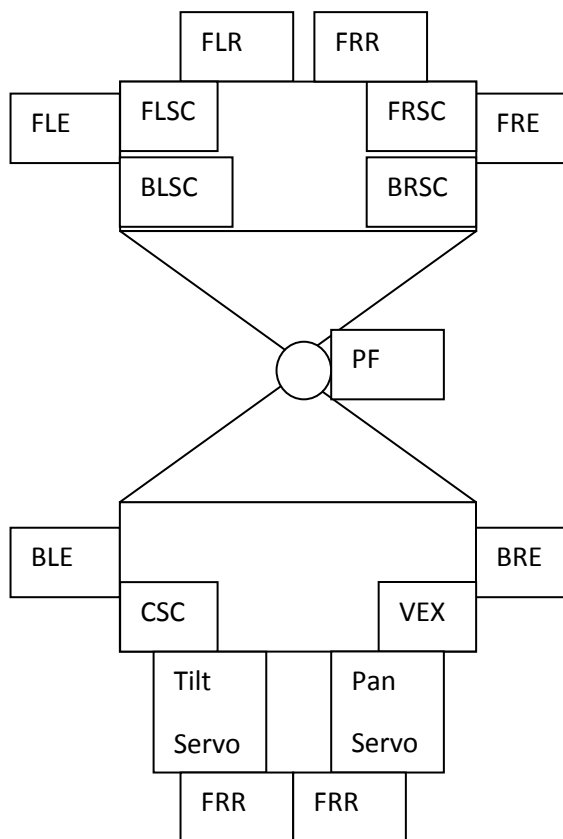 FLR
FRR
FLE
FLSC
FRSC
FRE
BLSC
BRSC
PF
BLE
BRE
CSC
VEX
Tilt
Servo
Pan
Servo
FRR
FRR